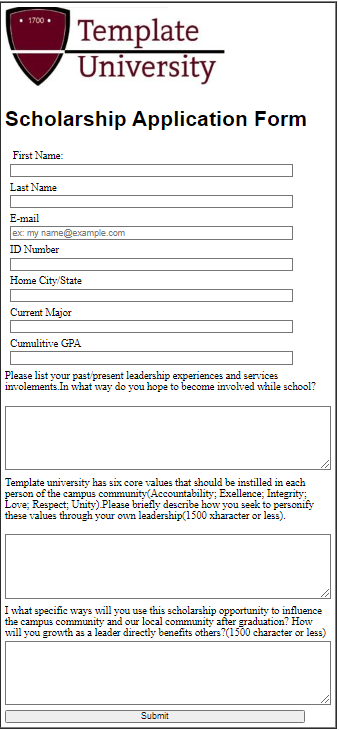 • 1700 •
Template
University
Scholarship Application Form
First Name:
Last Name
E-mail
ex: my name@example.com
ID Number
Home City/State
Current Major
Cumulitive GPA
Please list your past/present leadership experiences and services
involements.In what way do you hope to become involved while school?
Template university has six core values that should be instilled in each
person of the campus community(Accountability; Exellence; Integrity;
Love; Respect; Unity).Please briefly describe how you seek to personify
these values through your own leadership(1500 xharacter or less).
I what specific ways will you use this scholarship opportunity to influence
the campus community and our local community after graduation? How
will you growth as a leader directly benefits others?(1500 character or less)
Submit